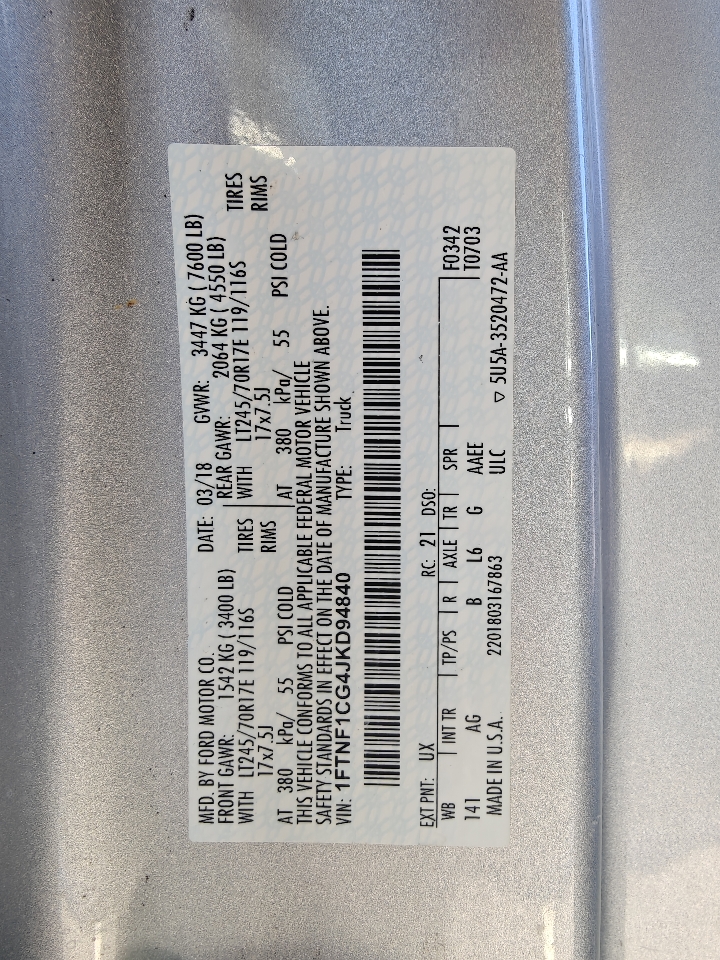 MFD. BY FORD MOTOR CO. DATE: 03/18 GVWR: 3447 KG ( 7600 LB)
FRONT GAWR: 1542 KG ( 3400 LB) REAR GAWR: 2064 KG ( 4550 LB)
WITH LT245/70R17E 119/116S TIRES WITH LT245/70R17E 119/116S TIRES
17x7.5J RIMS 17x7.5J RIMS
AT 380 kPa/ 55 PSI COLD AT 380 kPa/ 55 PSI COLD
THIS VEHICLE CONFORMS TO ALL APPLICABLE FEDERAL MOTOR VEHICLE
SAFETY STANDARDS IN EFFECT ON THE DATE OF MANUFACTURE SHOWN ABOVE.
VIN: 1FTNF1CG4JKD94840 TYPE: Truck
EXT PNT: UX RC: 21 DSO:
WB INT TR TP/PS R AXLE TR SPR F0342
141 AG B L6 G AAEE T0703
MADE IN U.S.A. 2201803167863 ULC ▽ 5U5A-3520472-AA